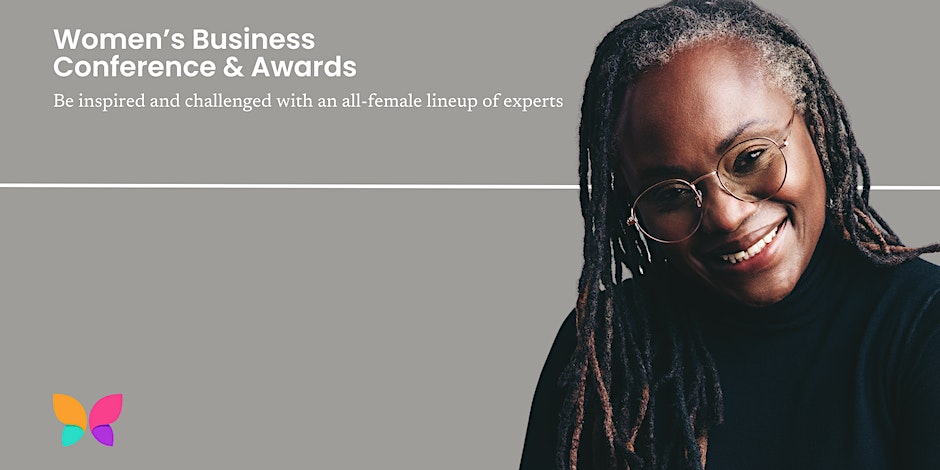 Women’s Business
Conference & Awards
Be inspired and challenged with an all-female lineup of experts